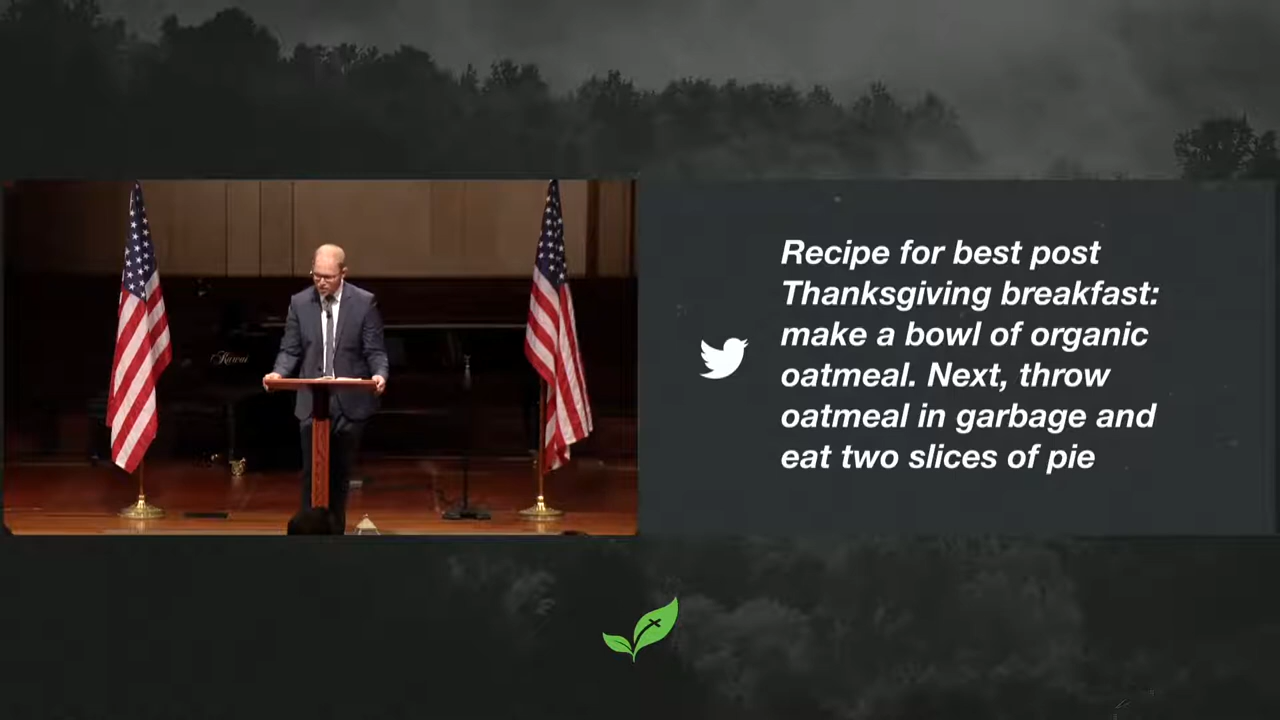 Kawai
Recipe for best post
Thanksgiving breakfast:
make a bowl of organic
oatmeal. Next, throw
oatmeal in garbage and
eat two slices of pie